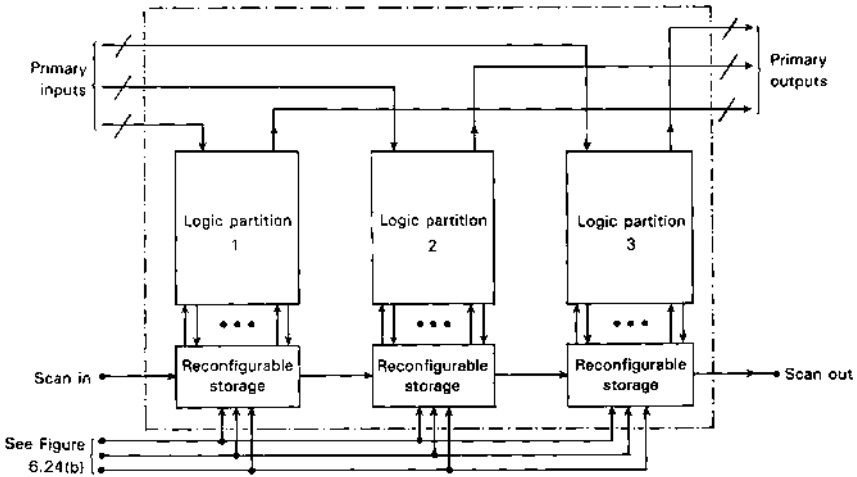 Primary
inputs
Primary
outputs
Logic partition
1
Logic partition
2
Logic partition
3
Scan in
Reconfigurable
storage
Reconfigurable
storage
Reconfigurable
storage
Scan out
See Figure
6.24(b)